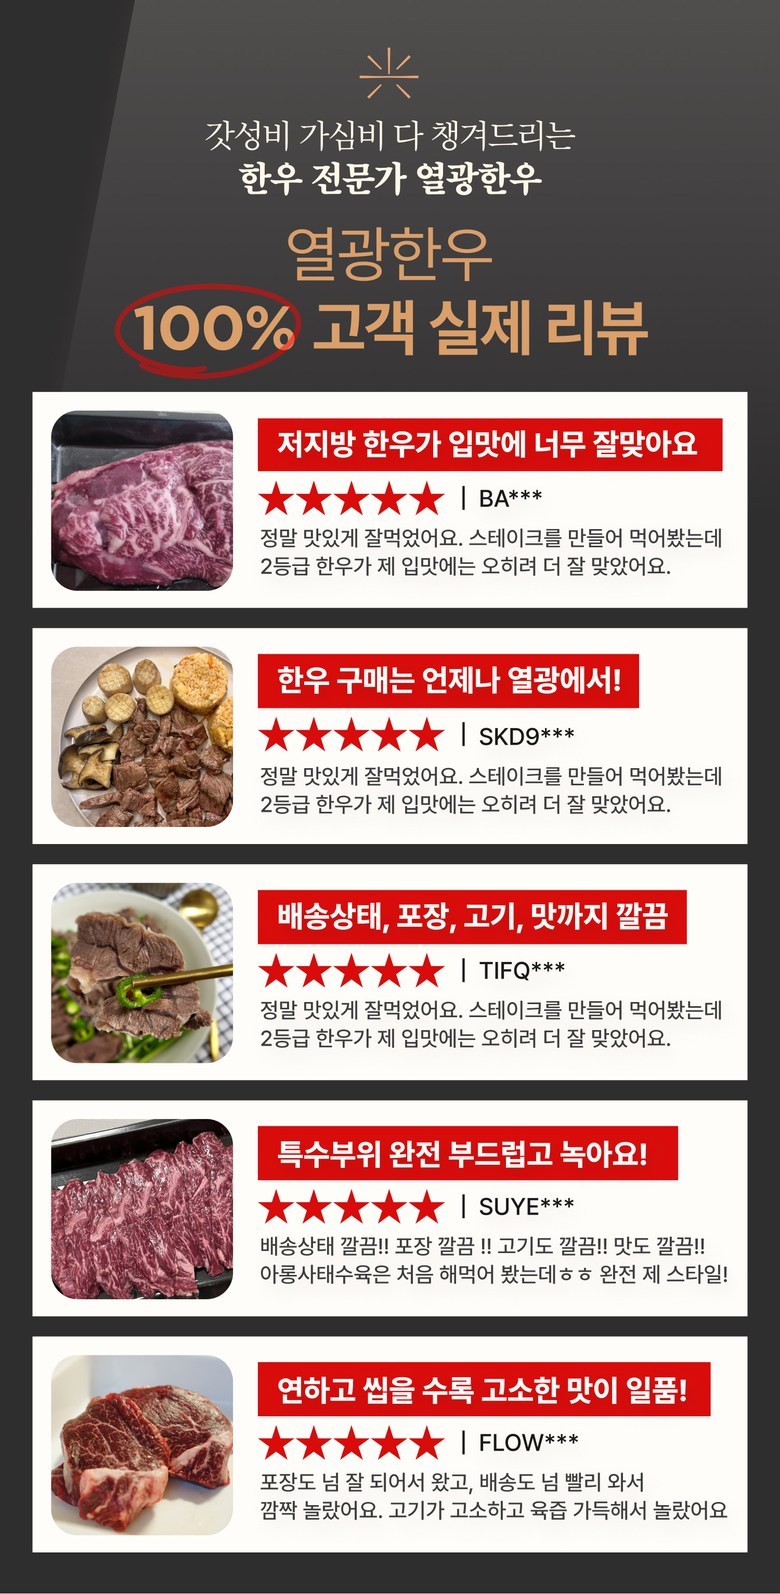 갓성비 가심비 다 챙겨드리는
한우 전문가 열광한우
열광한우
100% 고객 실제 리뷰
저지방 한우가 입맛에 너무 잘맞아요
★★★★★ | BA***
정말 맛있게 잘먹었어요. 스테이크를 만들어 먹어봤는데
2등급 한우가 제 입맛에는 오히려 더 잘 맞았어요.
한우 구매는 언제나 열광에서!
★★★★★ | SKD9***
정말 맛있게 잘먹었어요. 스테이크를 만들어 먹어봤는데
2등급 한우가 제 입맛에는 오히려 더 잘 맞았어요.
배송상태, 포장, 고기, 맛까지 깔끔
★★★★★ | TIFQ***
정말 맛있게 잘먹었어요. 스테이크를 만들어 먹어봤는데
2등급 한우가 제 입맛에는 오히려 더 잘 맞았어요.
특수부위 완전 부드럽고 녹아요!
★★★★★ | SUYE***
배송상태 깔끔!! 포장 깔끔 !! 고기도 깔끔!! 맛도 깔끔!!
아롱사태수육은 처음 해먹어 봤는데ㅎㅎ 완전 제 스타일!
연하고 씹을 수록 고소한 맛이 일품!
★★★★★ | FLOW***
포장도 넘 잘 되어서 왔고, 배송도 넘 빨리 와서
깜짝 놀랐어요. 고기가 고소하고 육즙 가득해서 놀랐어요